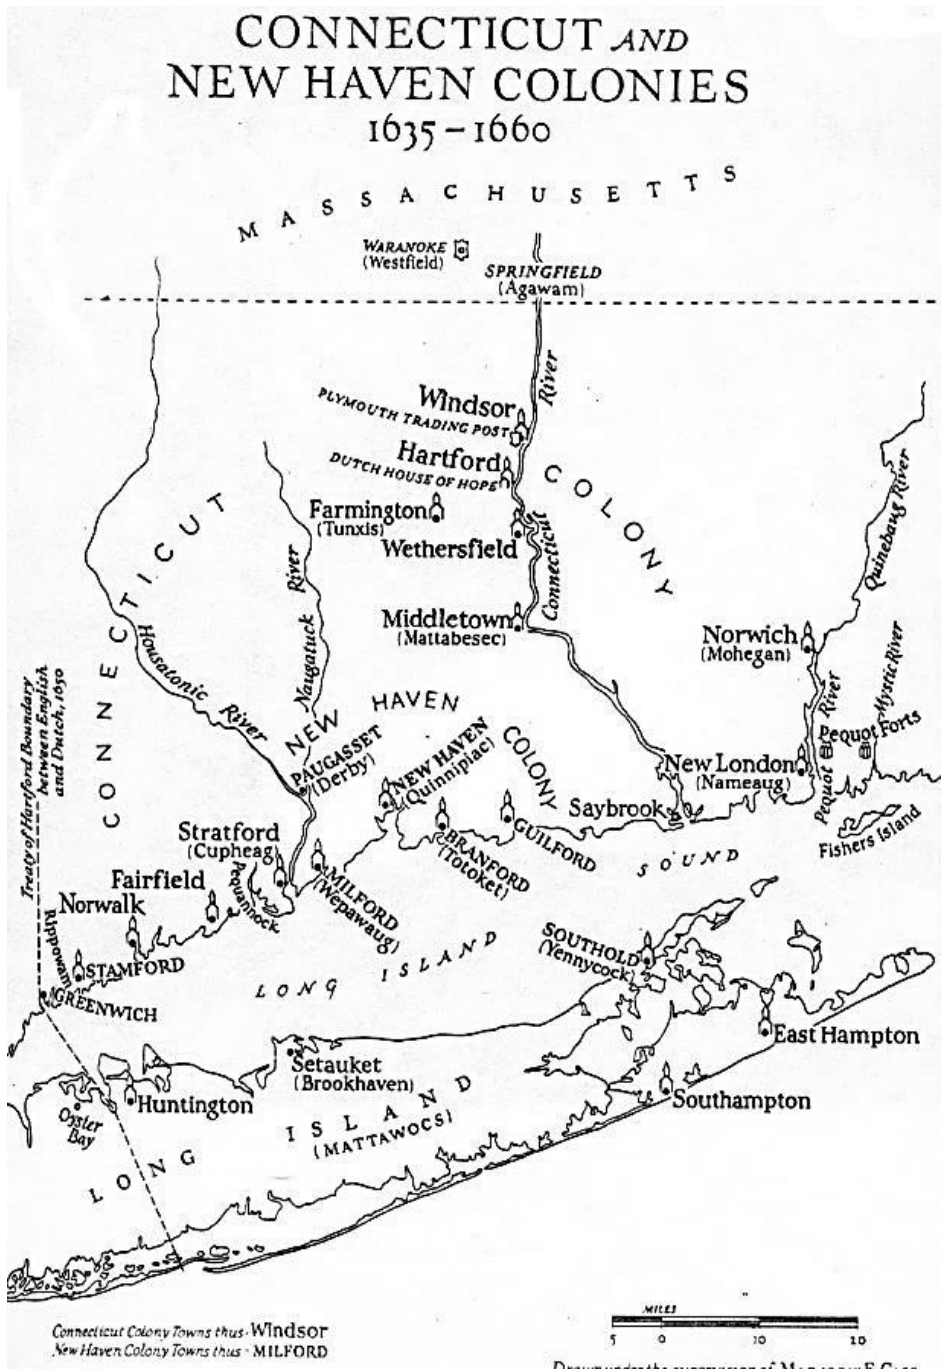 CONNECTICUT AND
NEW HAVEN COLONIES
1635–1660
MASSACHUSETTS
WARANOKE
(Westfield)
SPRINGFIELD
(Agawam)
Windsor
PLYMOUTH TRADING POST
Hartford
DUTCH HOUSE OF HOPE
Farmington
(Tunxis)
Wethersfield
Middletown
(Mattabesec)
Connecticut River
CONNECTICUT COLONY
Quinebaug River
Norwich
(Mohegan)
Mystic River
Housatonic River
Naugatuck River
Treaty of Hartford Boundary
between English
and Dutch, 1650
NEW HAVEN COLONY
PAUGASSET
(Derby)
NEW HAVEN
(Quinnipiac)
New London
(Nameaug)
Pequot River
Pequot Forts
Saybrook
Fishers Island
GUILFORD
BRANFORD
(Totoket)
Stratford
(Cupheag)
Pequannock
MILFORD
(Wepawaug)
Fairfield
Norwalk
Rippowam
STAMFORD
GREENWICH
LONG ISLAND SOUND
SOUTHOLD
(Yennycock)
East Hampton
Southampton
Setauket
(Brookhaven)
Huntington
Oyster
Bay
LONG ISLAND
(MATTAWOCS)
MILES
5 0 10 20
Connecticut Colony Towns thus - Windsor
New Haven Colony Towns thus - MILFORD
Drawn under the supervision of